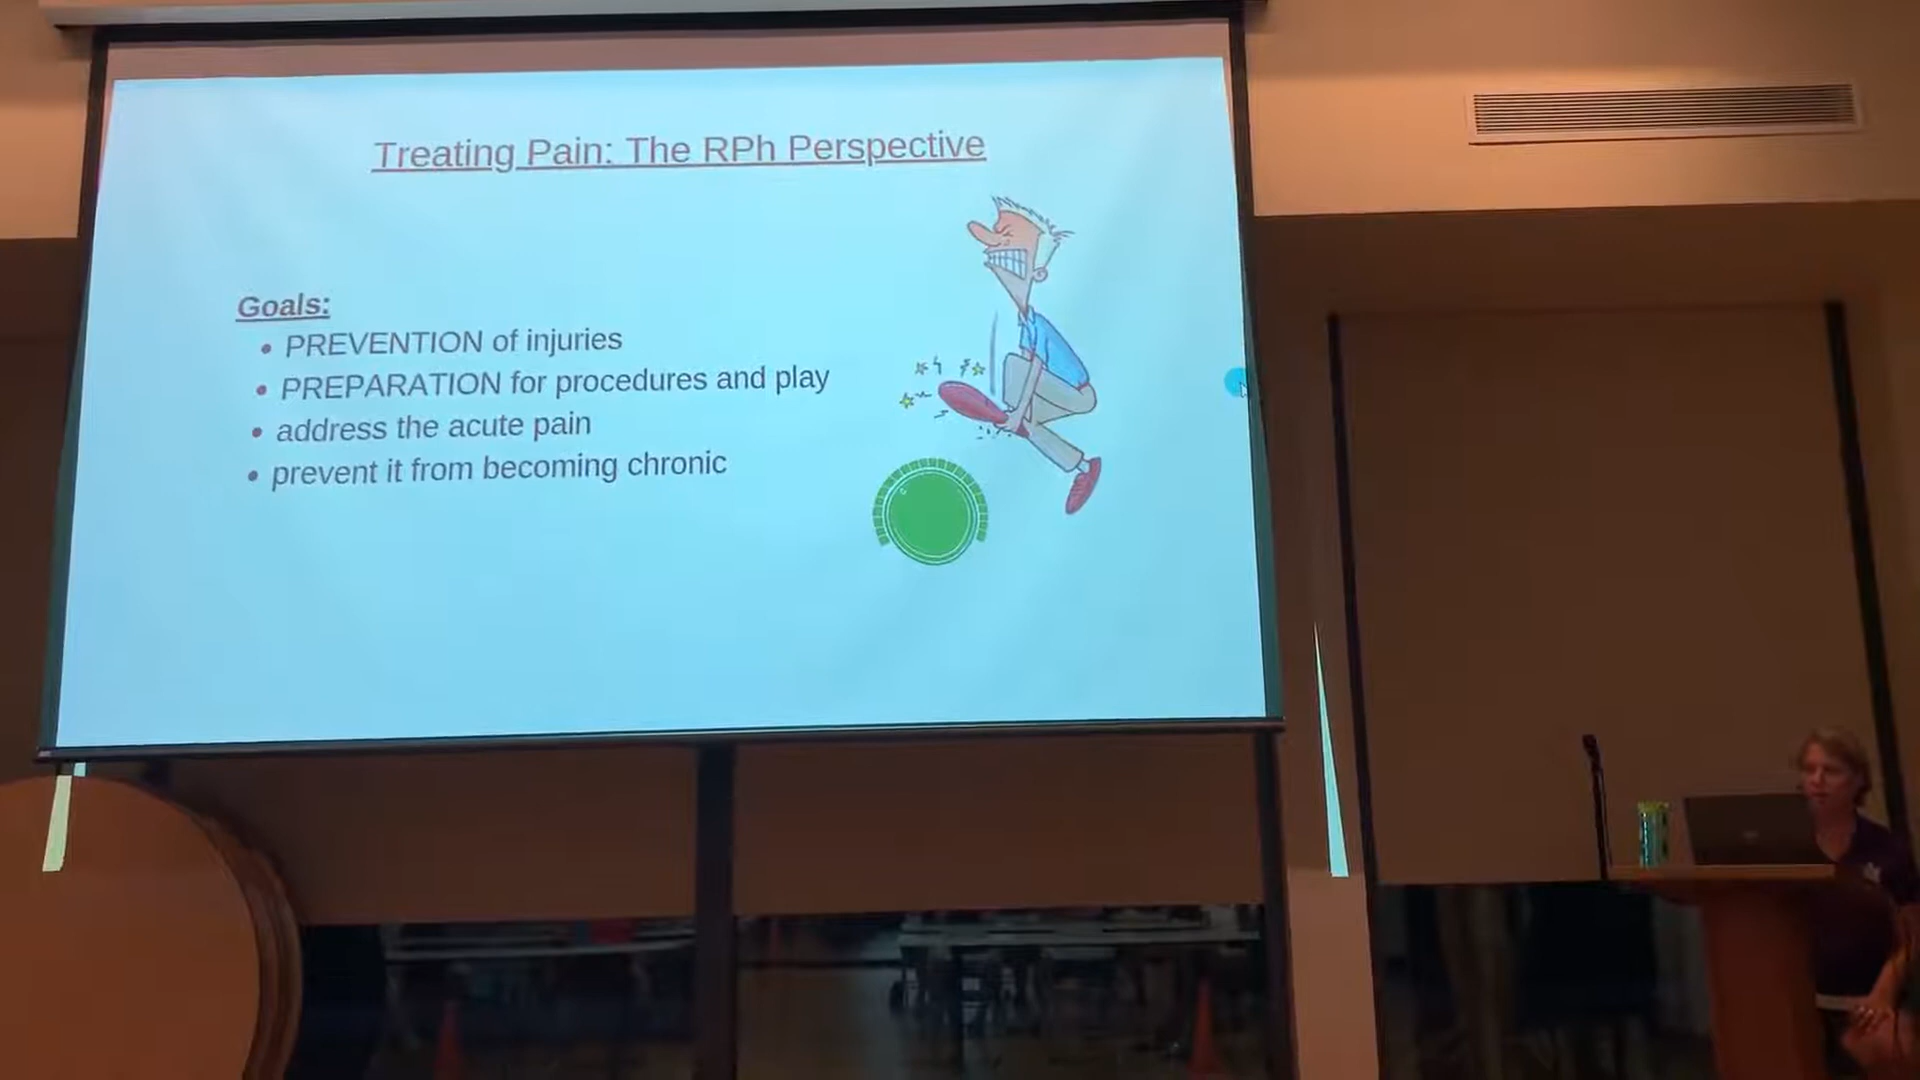 Treating Pain: The RPh Perspective
Goals:
PREVENTION of injuries
PREPARATION for procedures and play
address the acute pain
prevent it from becoming chronic